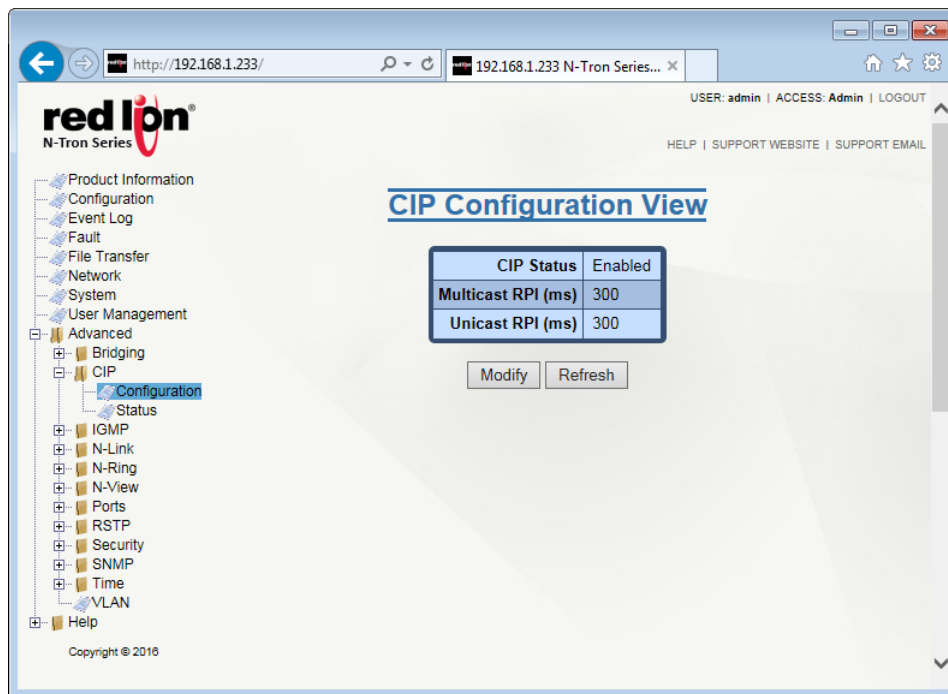 http://192.168.1.233/
192.168.1.233 N-Tron Series...
USER: admin | ACCESS: Admin | LOGOUT
red lion®
N-Tron Series
HELP | SUPPORT WEBSITE | SUPPORT EMAIL
Product Information
Configuration
Event Log
Fault
File Transfer
Network
System
User Management
Advanced
Bridging
CIP
Configuration
Status
IGMP
N-Link
N-Ring
N-View
Ports
RSTP
Security
SNMP
Time
VLAN
Help
Copyright © 2016
CIP Configuration View
CIP Status Enabled
Multicast RPI (ms) 300
Unicast RPI (ms) 300
Modify Refresh